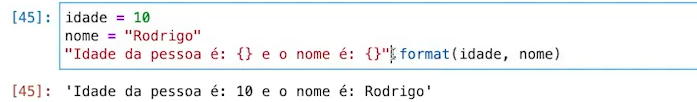 [45]: idade = 10
nome = "Rodrigo"
"Idade da pessoa é: {} e o nome é: {}".format(idade, nome)
[45]: 'Idade da pessoa é: 10 e o nome é: Rodrigo'